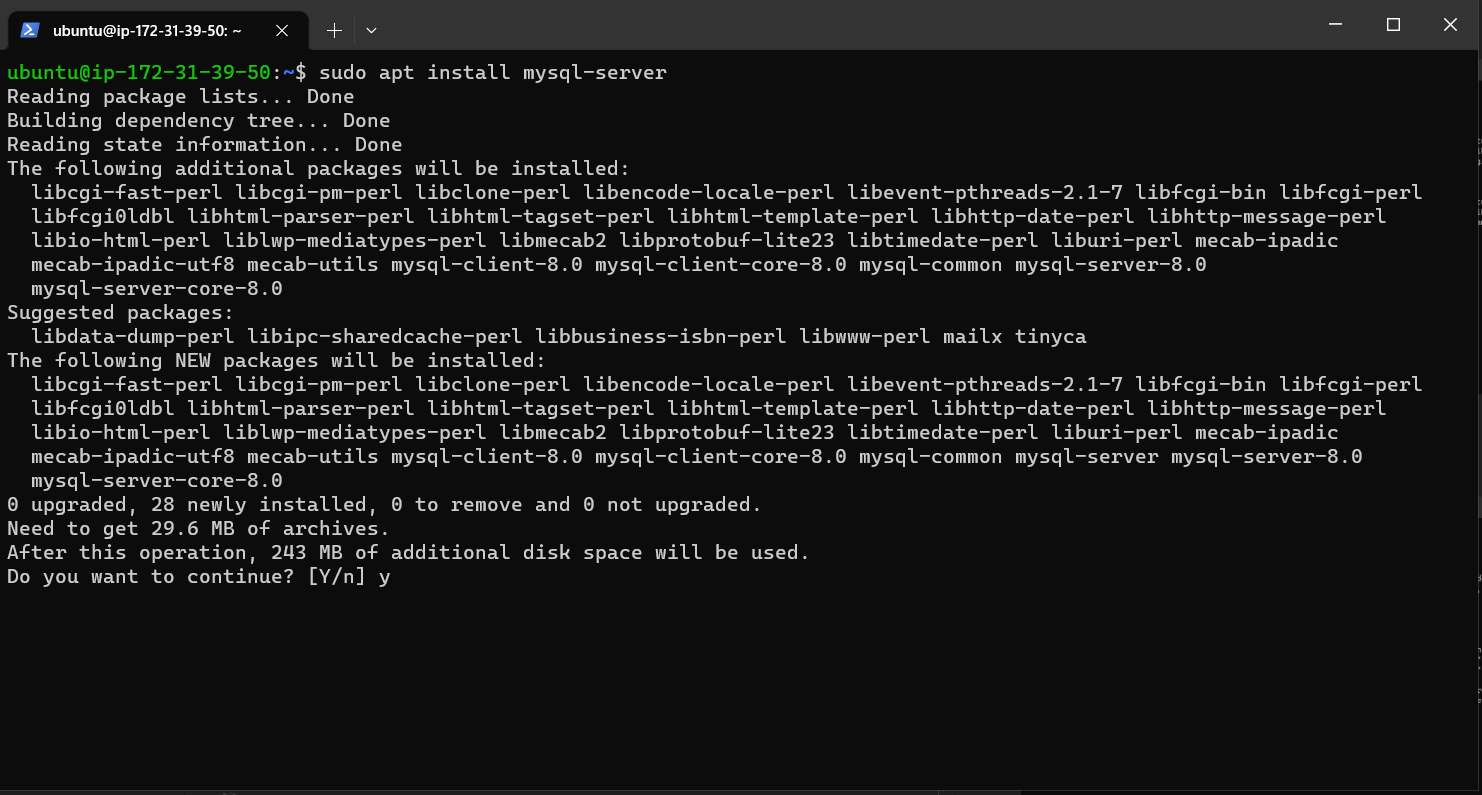 ubuntu@ip-172-31-39-50: ~
ubuntu@ip-172-31-39-50:~$ sudo apt install mysql-server
Reading package lists... Done
Building dependency tree... Done
Reading state information... Done
The following additional packages will be installed:
  libcgi-fast-perl libcgi-pm-perl libclone-perl libencode-locale-perl libevent-pthreads-2.1-7 libfcgi-bin libfcgi-perl
  libfcgi0ldbl libhtml-parser-perl libhtml-tagset-perl libhtml-template-perl libhttp-date-perl libhttp-message-perl
  libio-html-perl liblwp-mediatypes-perl libmecab2 libprotobuf-lite23 libtimedate-perl liburi-perl mecab-ipadic
  mecab-ipadic-utf8 mecab-utils mysql-client-8.0 mysql-client-core-8.0 mysql-common mysql-server-8.0
  mysql-server-core-8.0
Suggested packages:
  libdata-dump-perl libipc-sharedcache-perl libbusiness-isbn-perl libwww-perl mailx tinyca
The following NEW packages will be installed:
  libcgi-fast-perl libcgi-pm-perl libclone-perl libencode-locale-perl libevent-pthreads-2.1-7 libfcgi-bin libfcgi-perl
  libfcgi0ldbl libhtml-parser-perl libhtml-tagset-perl libhtml-template-perl libhttp-date-perl libhttp-message-perl
  libio-html-perl liblwp-mediatypes-perl libmecab2 libprotobuf-lite23 libtimedate-perl liburi-perl mecab-ipadic
  mecab-ipadic-utf8 mecab-utils mysql-client-8.0 mysql-client-core-8.0 mysql-common mysql-server mysql-server-8.0
  mysql-server-core-8.0
0 upgraded, 28 newly installed, 0 to remove and 0 not upgraded.
Need to get 29.6 MB of archives.
After this operation, 243 MB of additional disk space will be used.
Do you want to continue? [Y/n] y